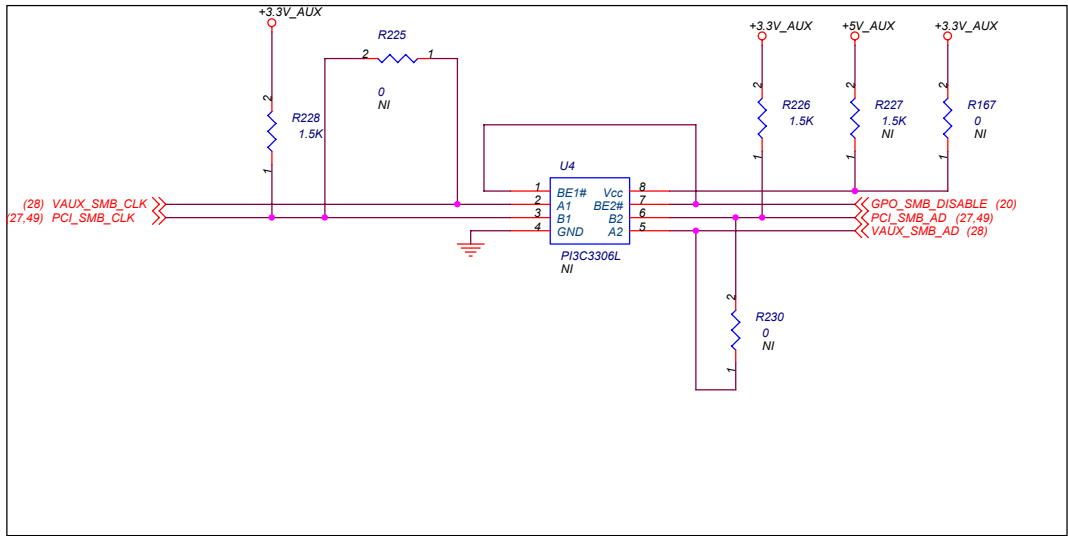 +3.3V_AUX
R225
2
1
0
NI
2
R228
1.5K
1
+3.3V_AUX
+5V_AUX
+3.3V_AUX
2
R226
1.5K
1
2
R227
1.5K
NI
1
2
R167
0
NI
1
U4
(28) VAUX_SMB_CLK
(27,49) PCI_SMB_CLK
1
2
3
4
BE1#
A1
B1
GND
Vcc
BE2#
B2
A2
8
7
6
5
GPO_SMB_DISABLE (20)
PCI_SMB_AD (27,49)
VAUX_SMB_AD (28)
PI3C3306L
NI
2
R230
0
NI
1